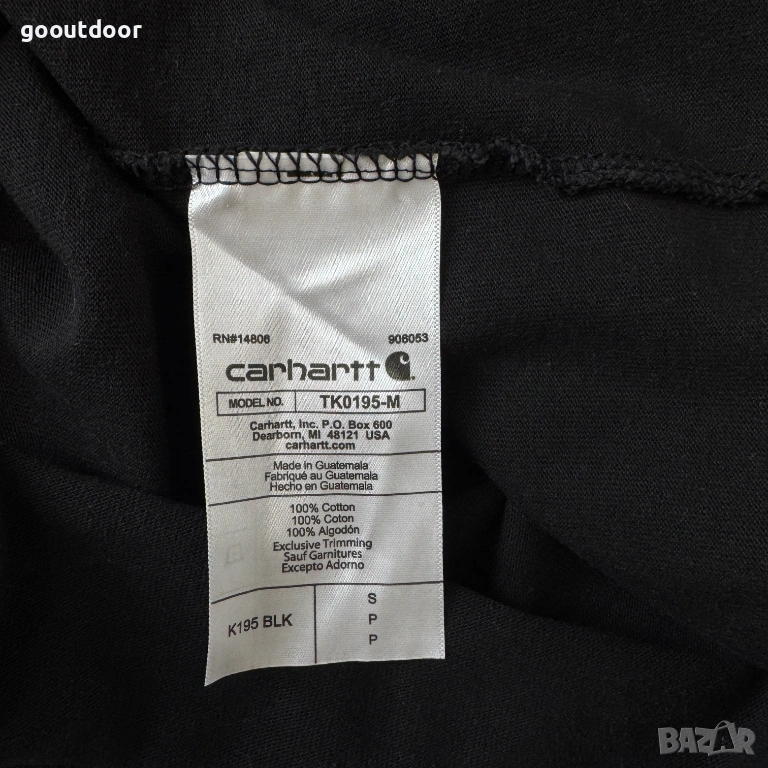 gooutdoor
RN#14806 906053
carhartt
MODEL NO. TK0195-M
Carhartt, Inc. P.O. Box 600
Dearborn, MI 48121 USA
carhartt.com
Made in Guatemala
Fabriqué au Guatemala
Hecho en Guatemala
100% Cotton
100% Coton
100% Algodón
Exclusive Trimming
Sauf Garnitures
Excepto Adorno
K195 BLK
S
P
P
BAZAR